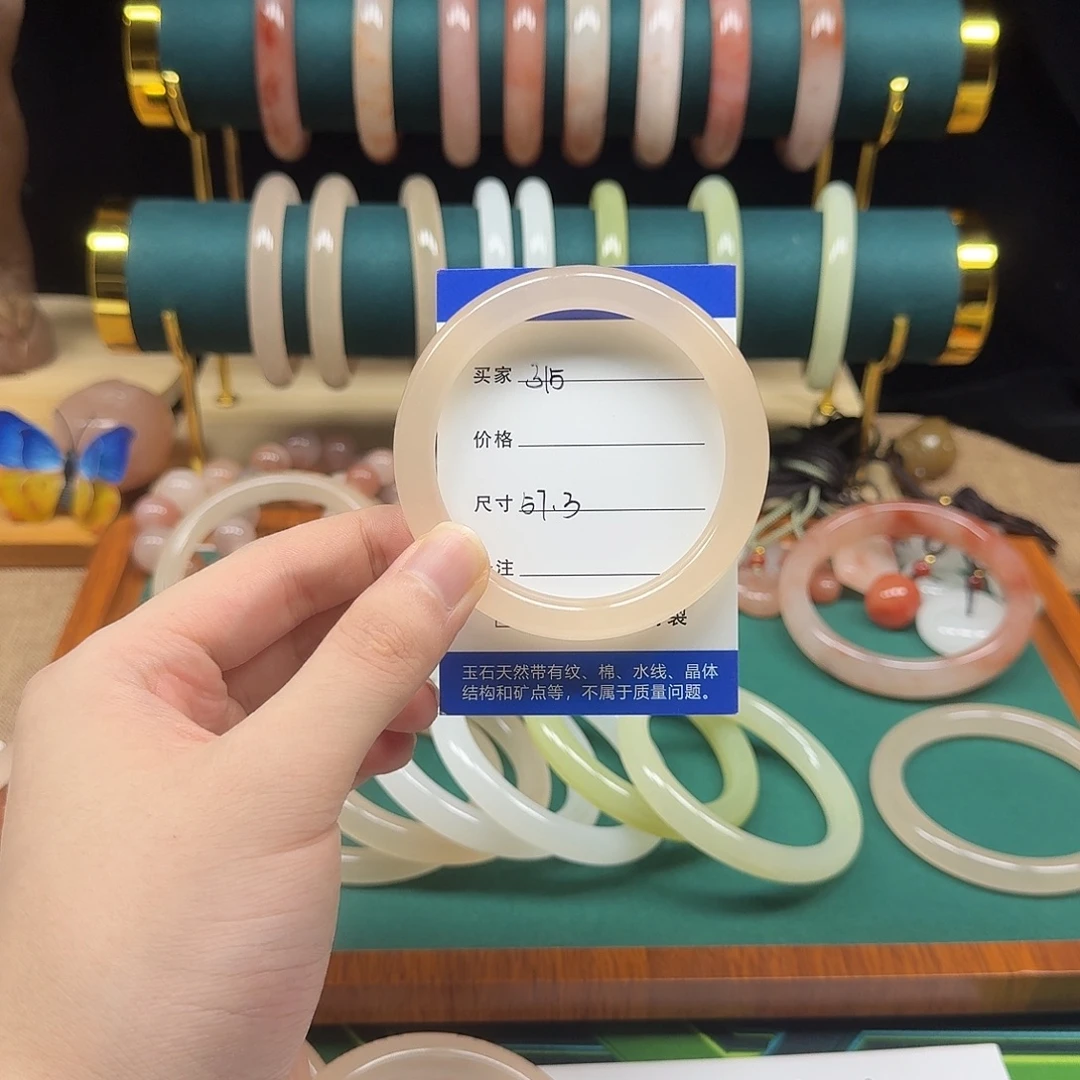 买家 315
价格
尺寸 57.3
注
裂
玉石天然带有纹、棉、水线、晶体
结构和矿点等，不属于质量问题。